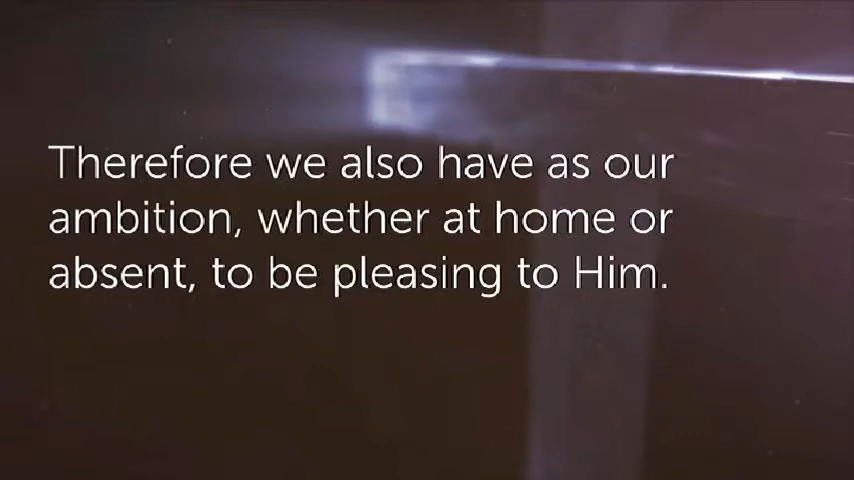 Therefore we also have as our
ambition, whether at home or
absent, to be pleasing to Him.